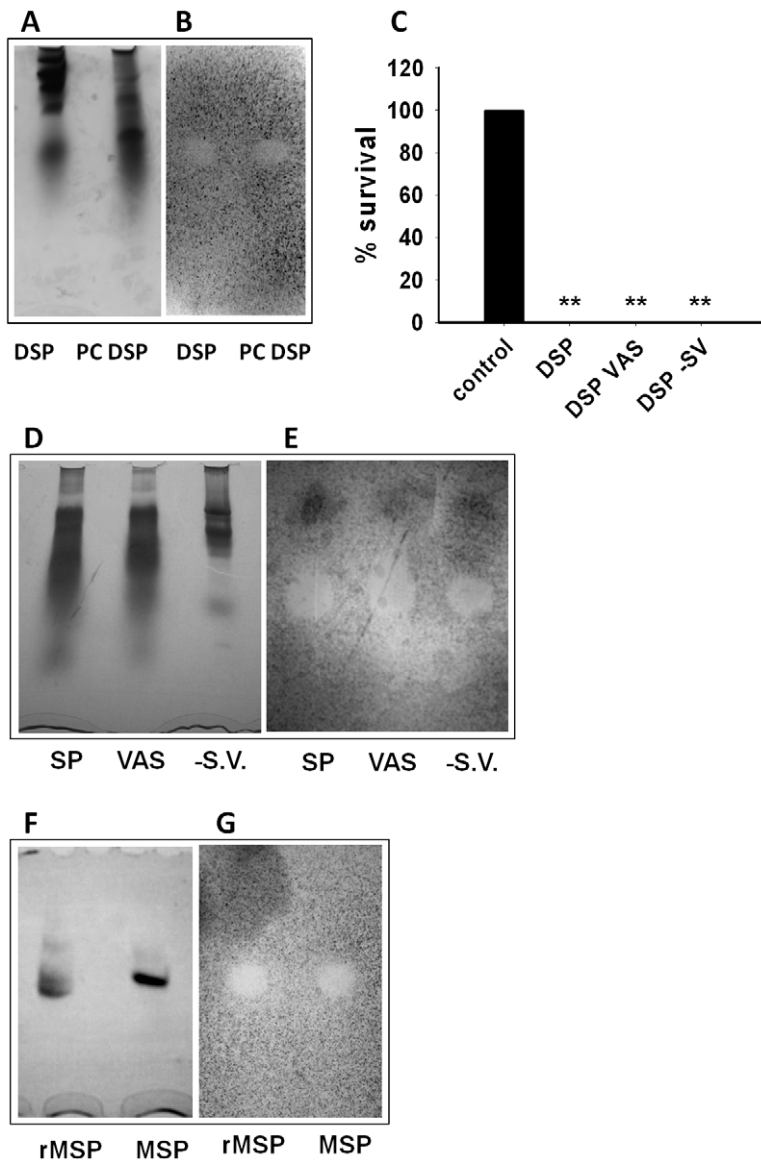 A B C
120
100
80
60
40
20
0
% survival
**
**
**
control
DSP
DSP VAS
DSP -SV
DSP PC DSP DSP PC DSP
D E
SP VAS -S.V. SP VAS -S.V.
F G
rMSP MSP rMSP MSP